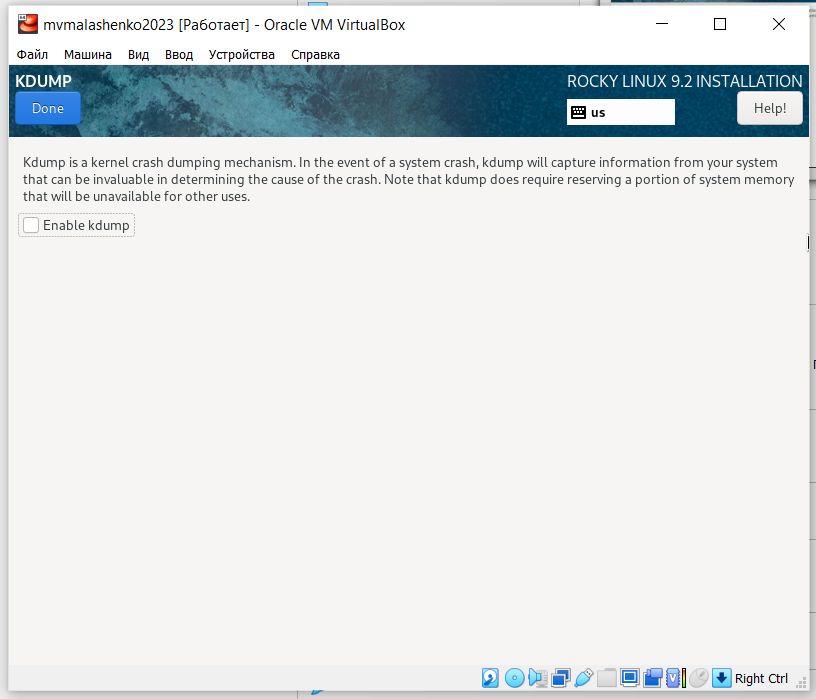 mvmalashenko2023 [Работает] - Oracle VM VirtualBox
Файл Машина Вид Ввод Устройства Справка
KDUMP
ROCKY LINUX 9.2 INSTALLATION
Done
us
Help!
Kdump is a kernel crash dumping mechanism. In the event of a system crash, kdump will capture information from your system
that can be invaluable in determining the cause of the crash. Note that kdump does require reserving a portion of system memory
that will be unavailable for other uses.
Enable kdump
Right Ctrl